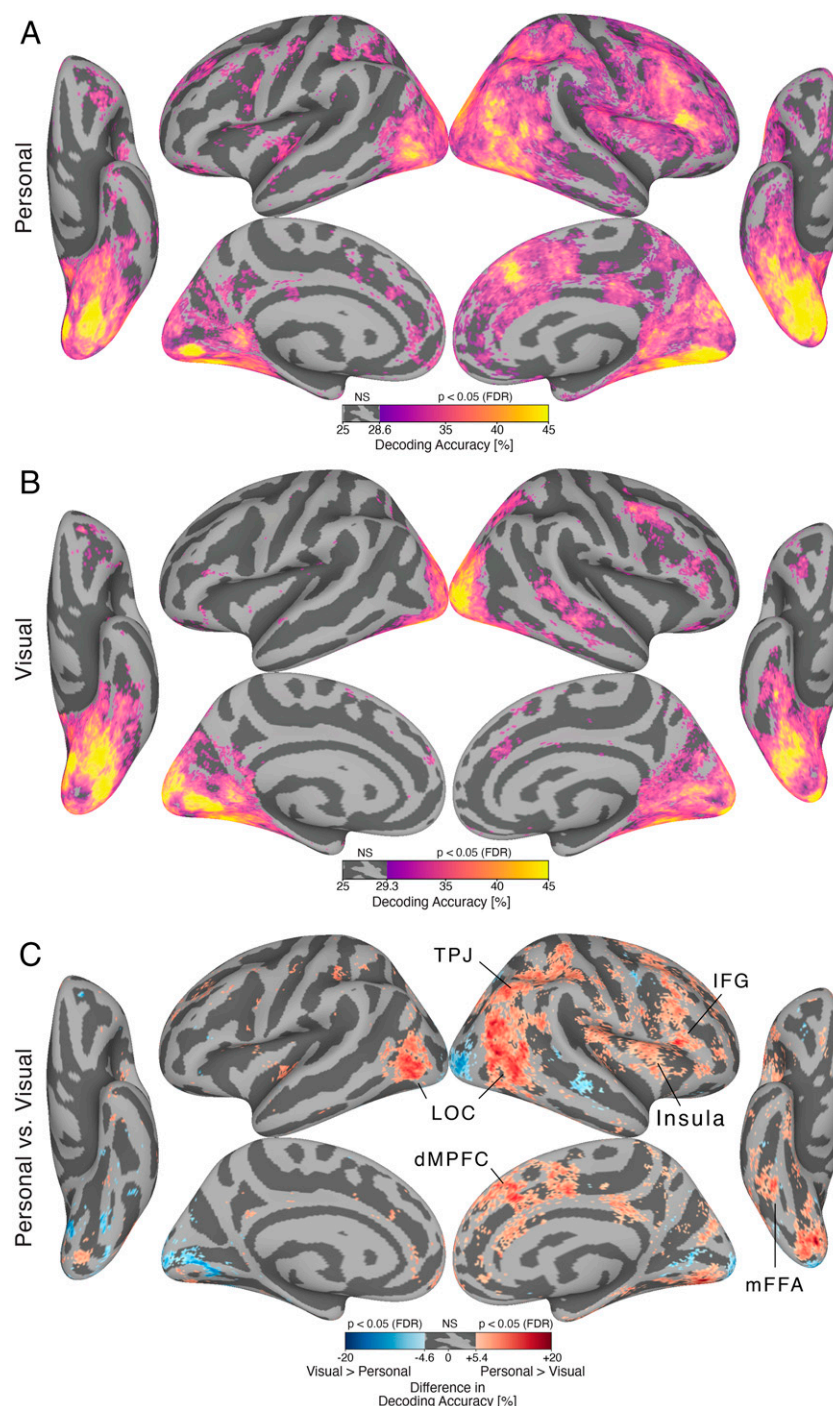 A
Personal
NS p < 0.05 (FDR)
25 28.6 35 40 45
Decoding Accuracy [%]
B
Visual
NS p < 0.05 (FDR)
25 29.3 35 40 45
Decoding Accuracy [%]
C
Personal vs. Visual
TPJ
IFG
LOC
Insula
dMPFC
mFFA
p < 0.05 (FDR) NS p < 0.05 (FDR)
-20 -4.6 0 +5.4 +20
Visual > Personal Personal > Visual
Difference in
Decoding Accuracy [%]